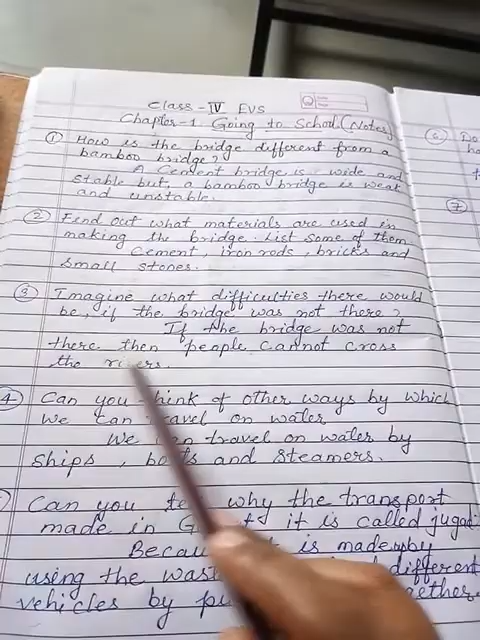 Class-IV EVS
Chapter-1 Going to School (Notes)
① How is the bridge different from a
bamboo bridge?
A Cement bridge is wide and
stable but, a bamboo bridge is weak
and unstable.
② Find out what materials are used in
making the bridge. List some of them
Cement, iron rods, bricks and
small stones.
③ Imagine what difficulties there would
be, if the bridge was not there?
If the bridge was not
there then people cannot cross
the rivers.
④ Can you think of other ways by which
we can travel on water
We can travel on water by
ships, boats and steamers.
Can you why the transport
made in it is called
is made by
using the different
vehicles by
⑥ Do
⑦